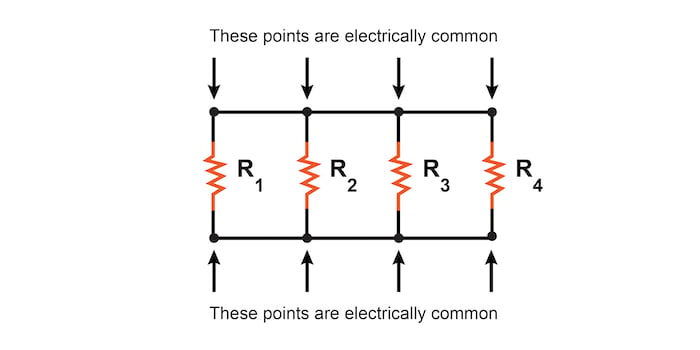 These points are electrically common
R1 R2 R3 R4
These points are electrically common